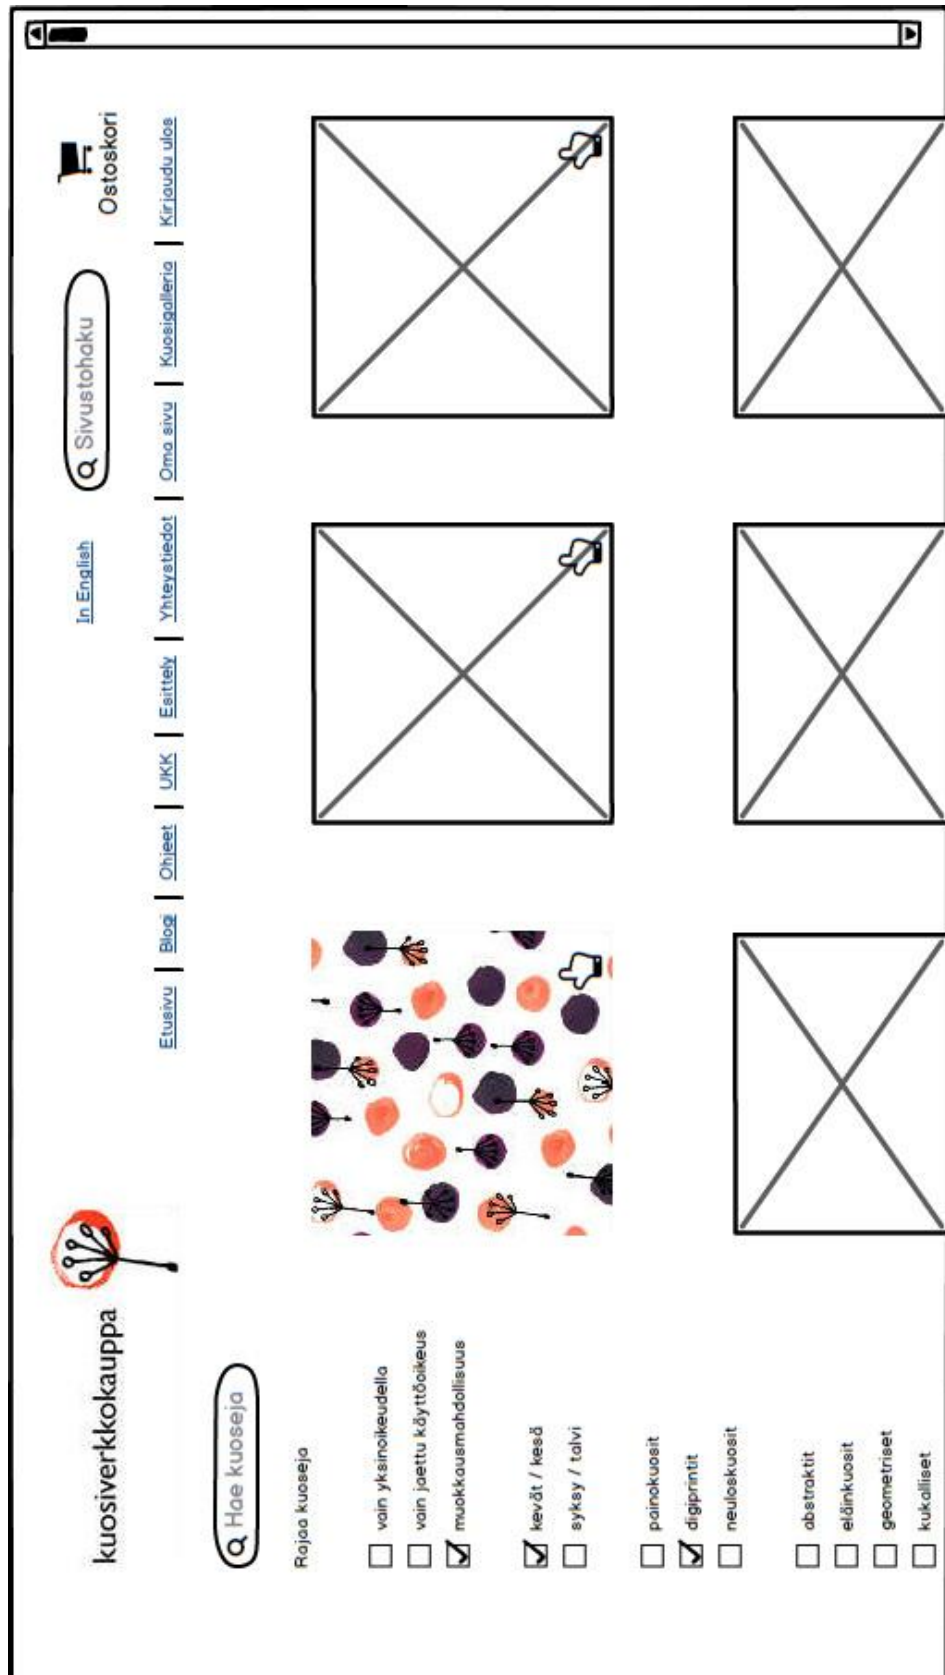 kuosiverkkokauppa
In English
Sivustohaku
Ostoskori
Etusivu | Blogi | Ohjeet | UKK | Esittely | Yhteystiedot | Oma sivu | Kuosigalleria | Kirjaudu ulos
Hae kuoseja
Rajaa kuoseja
vain yksinoikeudella
vain jaettu käyttöoikeus
muokkausmahdollisuus
kevät / kesä
syksy / talvi
painokuosit
digiprintit
neuloskuosit
abstraktit
eläinkuosit
geometriset
kukalliset